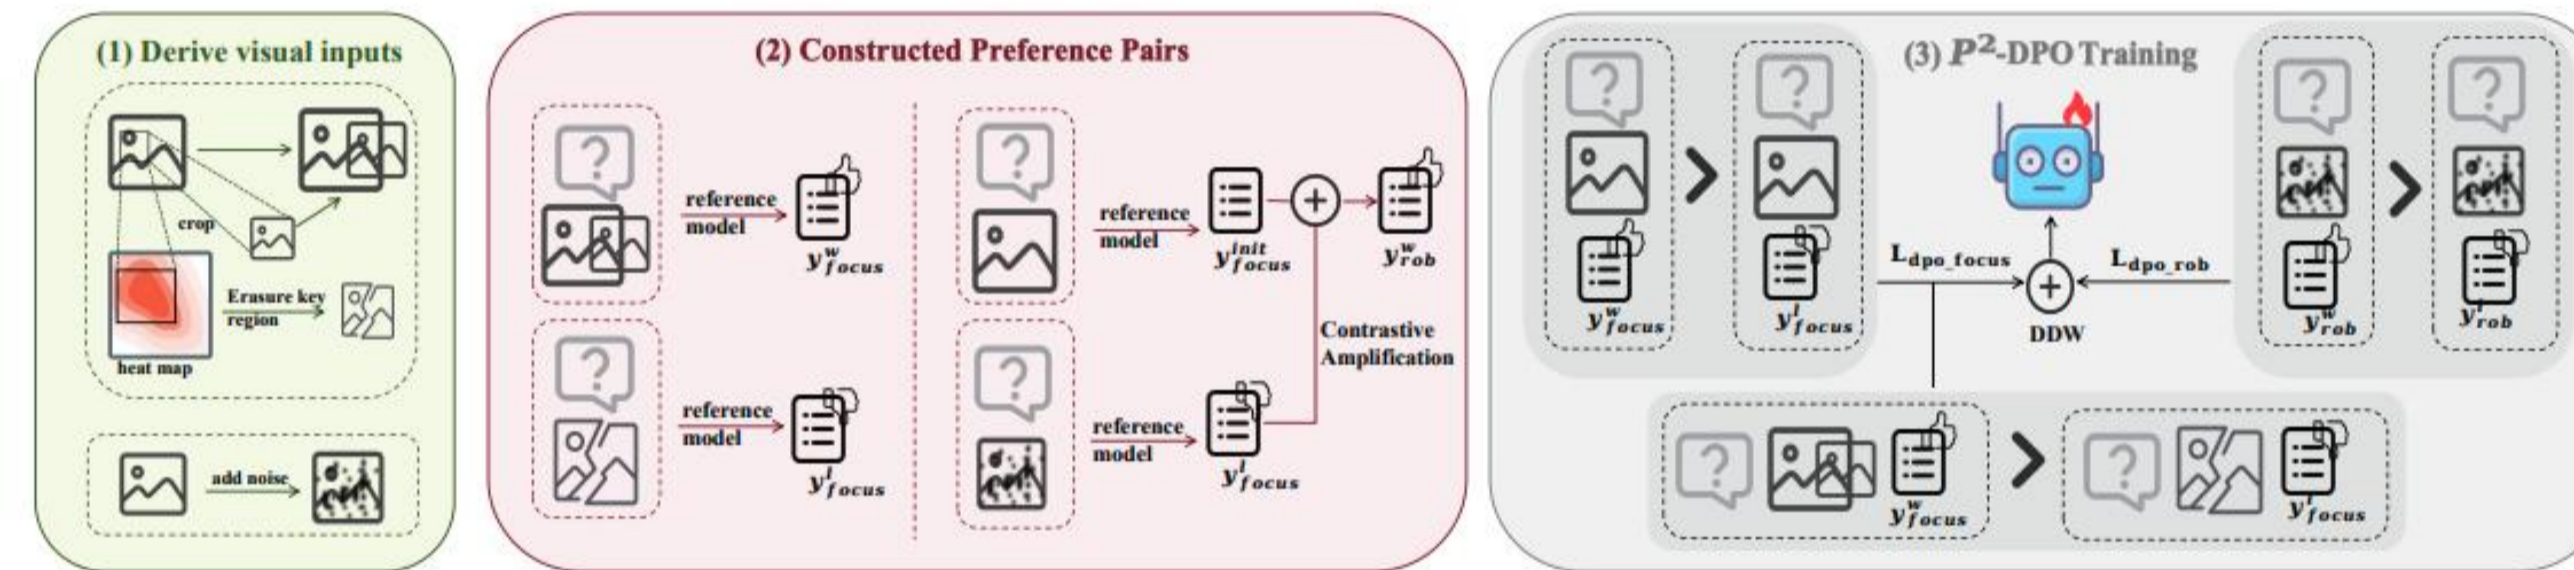 (1) Derive visual inputs
crop
Erasure key
region
heat map
add noise
(2) Constructed Preference Pairs
?
reference
model
y^w_focus
?
reference
model
y^l_focus
?
reference
model
y^init_focus
+
y^w_rob
Contrastive
Amplification
?
reference
model
y^l_focus
(3) P²-DPO Training
?
>
?
y^w_focus
y^l_focus
L_dpo_focus
+
L_dpo_rob
DDW
?
>
?
y^w_rob
y^l_rob
?
y^w_focus
>
?
y^l_focus